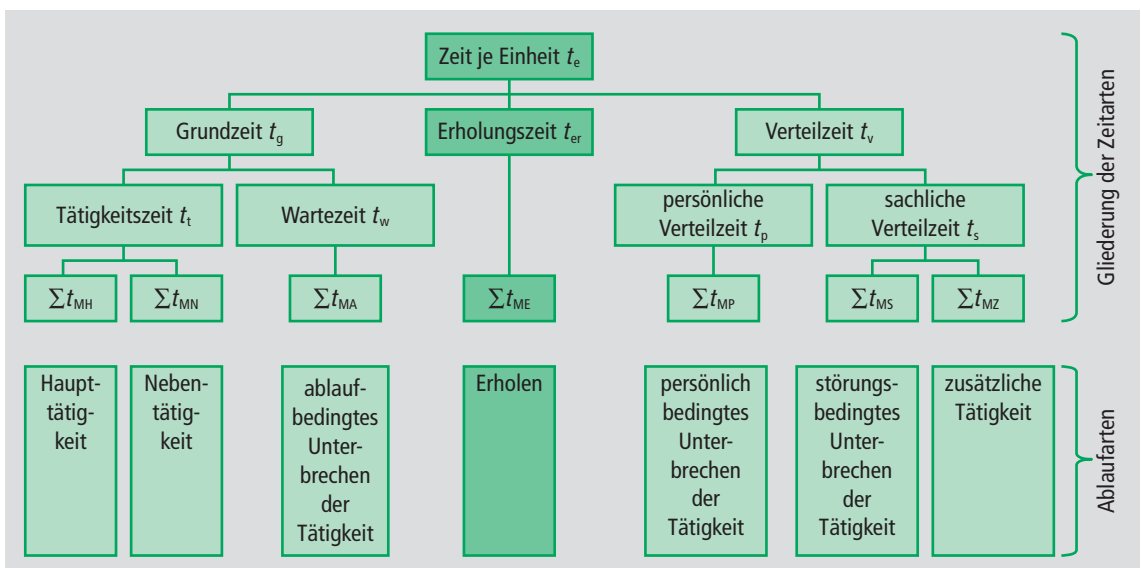 Zeit je Einheit te
Grundzeit tg
Erholungszeit ter
Verteilzeit tv
Tätigkeitszeit tt
Wartezeit tw
persönliche
Verteilzeit tp
sachliche
Verteilzeit ts
∑tMH
∑tMN
∑tMA
∑tME
∑tMP
∑tMS
∑tMZ
Gliederung der Zeitarten
Haupt-
tätig-
keit
Neben-
tätig-
keit
ablauf-
bedingtes
Unter-
brechen
der
Tätigkeit
Erholen
persönlich
bedingtes
Unter-
brechen
der
Tätigkeit
störungs-
bedingtes
Unter-
brechen
der
Tätigkeit
zusätzliche
Tätigkeit
Ablaufarten